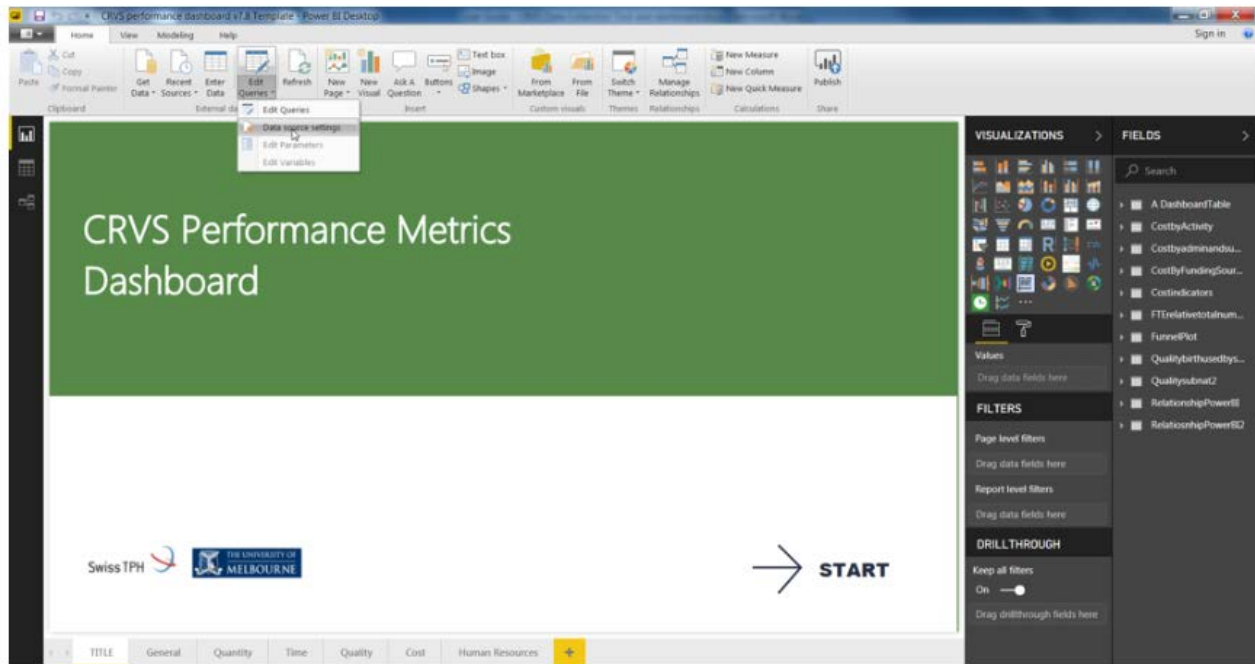 CRVS performance dashboard v7.8 Template - Power BI Desktop
Home View Modeling Help
Sign in
Cut
Copy
Format Painter
Paste
Get Data
Recent Sources
Enter Data
Edit Queries
Refresh
New Page
New Visual
Ask A Question
Buttons
Text box
Image
Shapes
From Marketplace
From File
Switch Theme
Manage Relationships
New Measure
New Column
New Quick Measure
Publish
Clipboard
External da
Insert
Custom visuals
Themes
Relationships
Calculations
Share
Edit Queries
Data source settings
Edit Parameters
Edit Variables
CRVS Performance Metrics
Dashboard
Swiss TPH
THE UNIVERSITY OF
MELBOURNE
START
VISUALIZATIONS
R
Values
Drag data fields here
FILTERS
Page level filters
Drag data fields here
Report level filters
Drag data fields here
DRILLTHROUGH
Keep all filters
On
Drag drillthrough fields here
FIELDS
Search
A DashboardTable
CostbyActivity
Costbyadminandsu...
CostByFundingSour...
Costindicators
FTErelativetotalnum...
FunnelPlot
Qualitybirthusedbys...
Qualitysubnat2
RelationshipPowerBI
RelatiosnhipPowerBI2
TITLE General Quantity Time Quality Cost Human Resources +